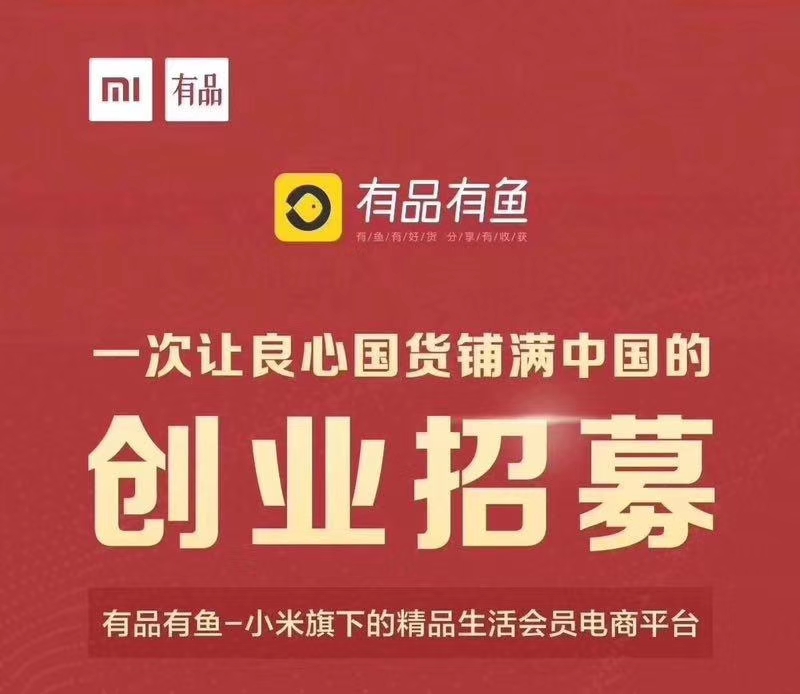 MI 有品
有品有鱼
有/鱼/有/好/货 分/享/有/收/获
一次让良心国货铺满中国的
创业招募
有品有鱼-小米旗下的精品生活会员电商平台